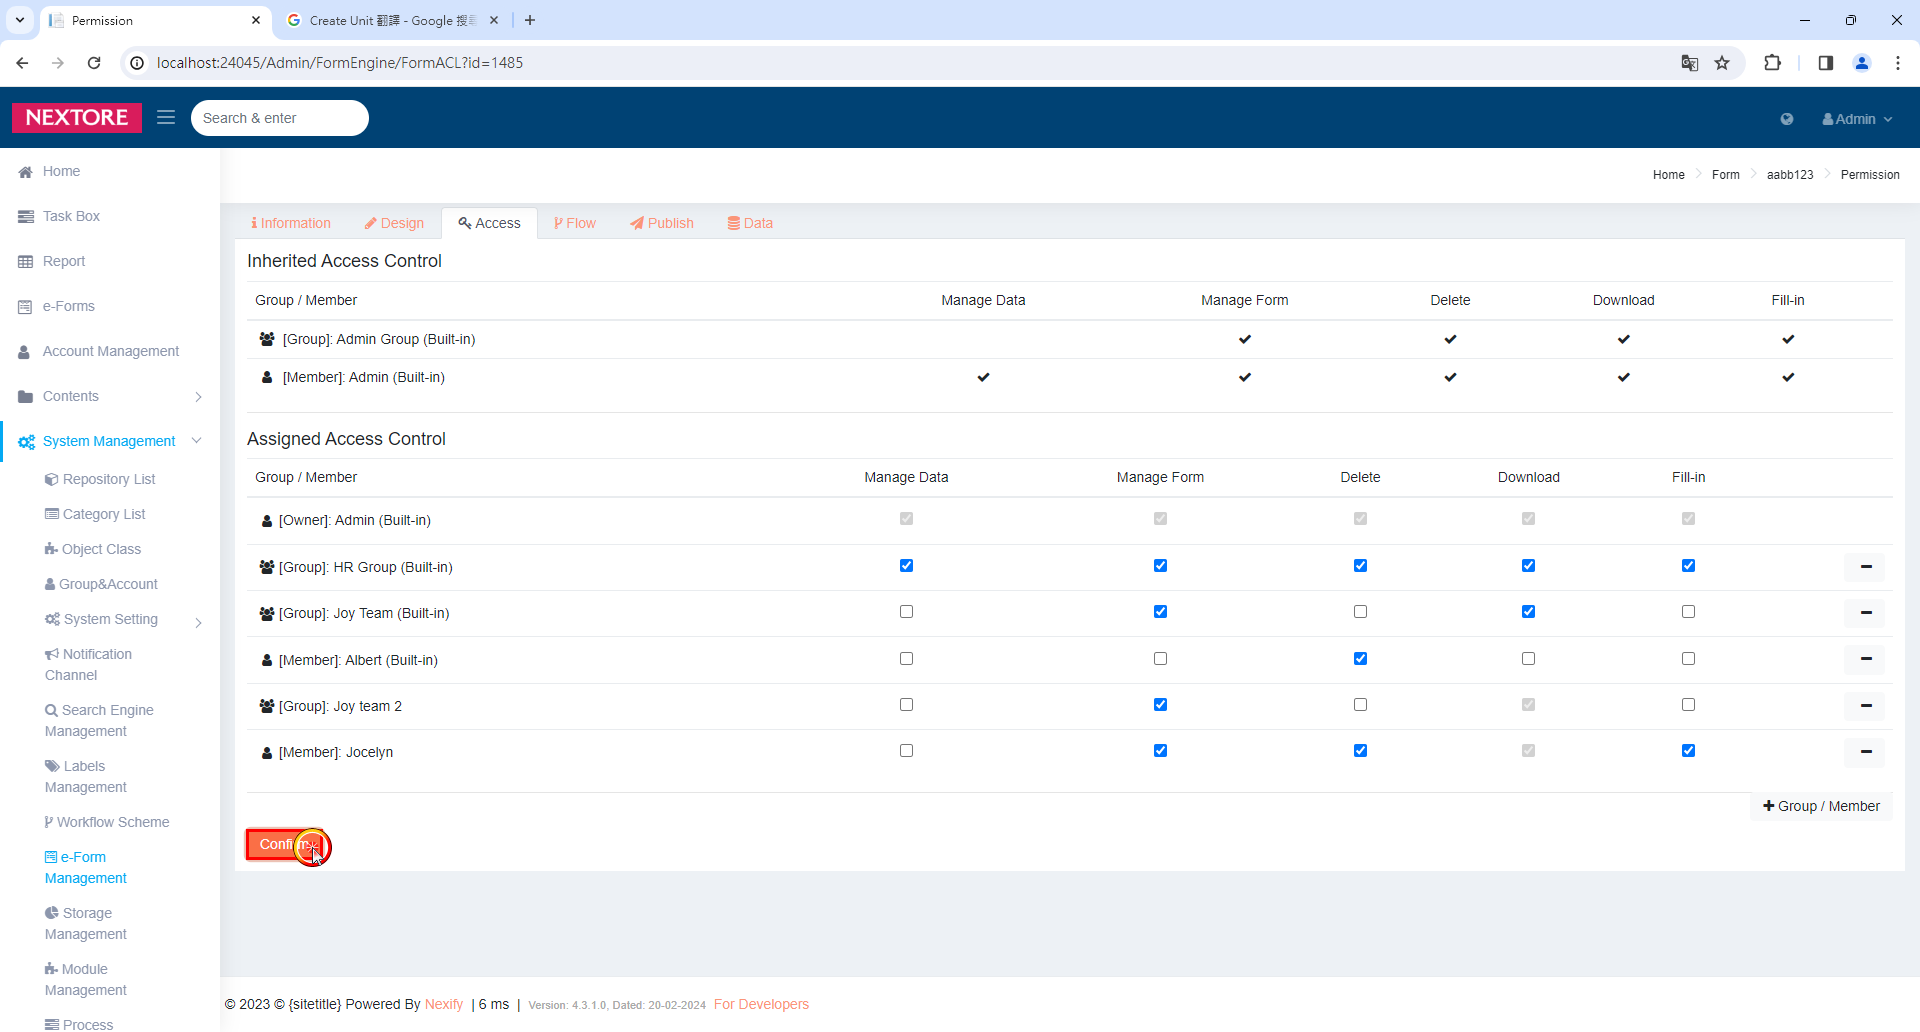 Permission
Create Unit 翻譯 - Google 搜
localhost:24045/Admin/FormEngine/FormACL?id=1485
NEXTORE
Search & enter
Admin
Home
Task Box
Report
e-Forms
Account Management
Contents
System Management
Repository List
Category List
Object Class
Group&Account
System Setting
Notification
Channel
Search Engine
Management
Labels
Management
Workflow Scheme
e-Form
Management
Storage
Management
Module
Management
Process
Home Form aabb123 Permission
Information Design Access Flow Publish Data
Inherited Access Control
Group / Member Manage Data Manage Form Delete Download Fill-in
[Group]: Admin Group (Built-in)
[Member]: Admin (Built-in)
Assigned Access Control
Group / Member Manage Data Manage Form Delete Download Fill-in
[Owner]: Admin (Built-in)
[Group]: HR Group (Built-in)
[Group]: Joy Team (Built-in)
[Member]: Albert (Built-in)
[Group]: Joy team 2
[Member]: Jocelyn
+ Group / Member
Confirm
© 2023 © {sitetitle} Powered By Nexify | 6 ms | Version: 4.3.1.0, Dated: 20-02-2024 For Developers